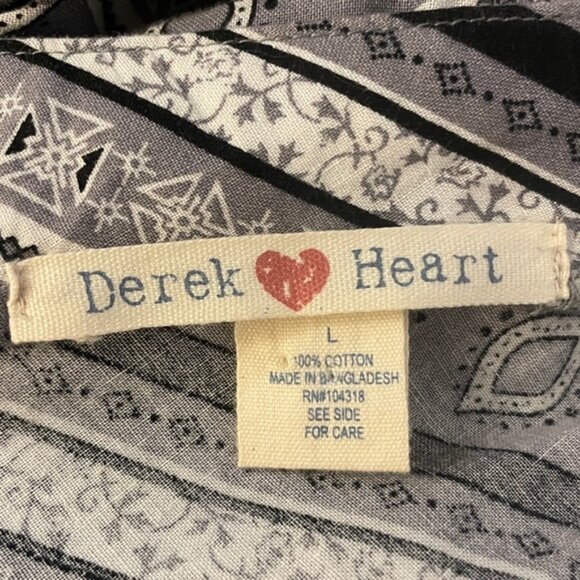 Derek Heart
L
100% COTTON
MADE IN BANGLADESH
RN#104318
SEE SIDE
FOR CARE